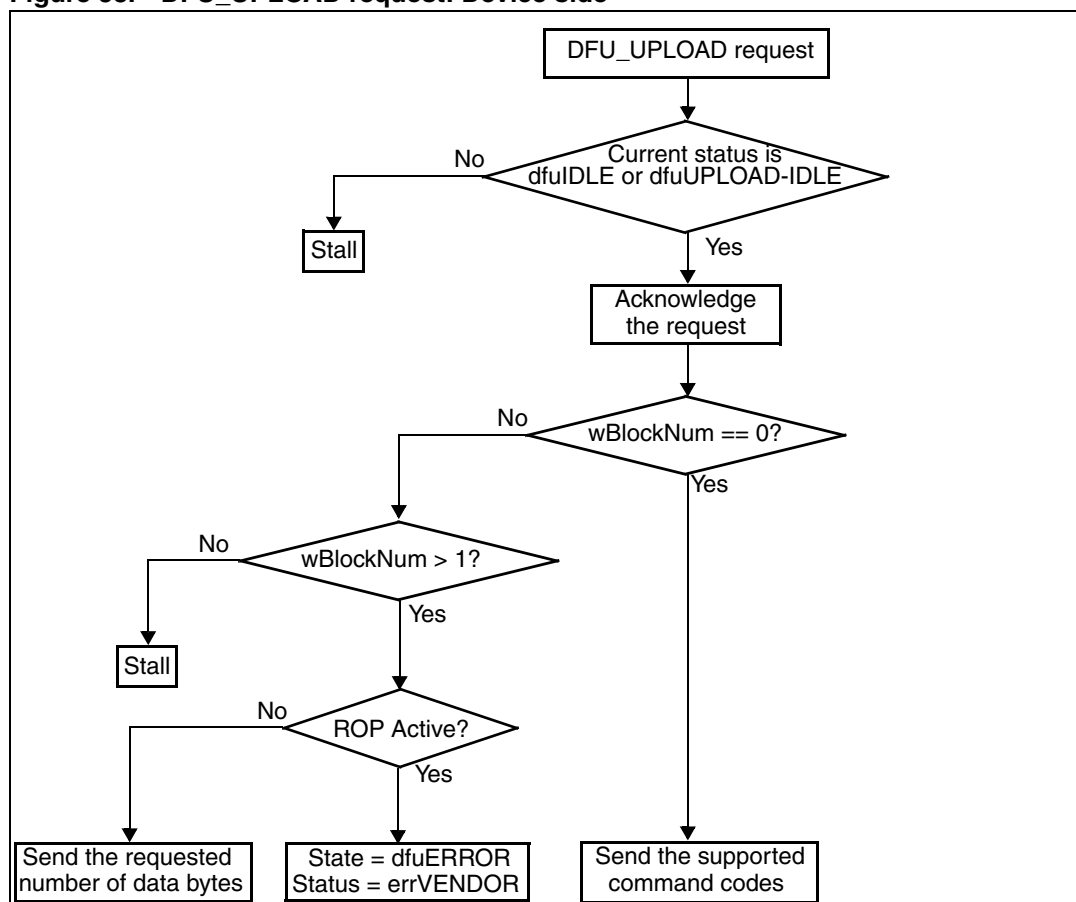 DFU_UPLOAD request
Current status is
dfuIDLE or dfuUPLOAD-IDLE
No
Stall
Yes
Acknowledge
the request
No
wBlockNum == 0?
Yes
No
wBlockNum > 1?
Yes
Stall
No
ROP Active?
Yes
Send the requested
number of data bytes
State = dfuERROR
Status = errVENDOR
Send the supported
command codes